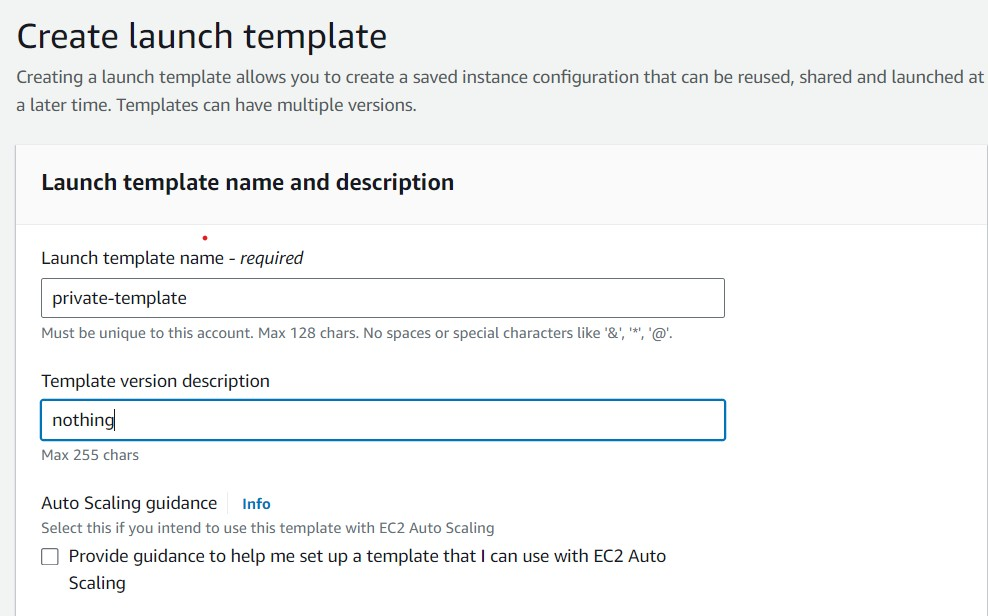 Create launch template
Creating a launch template allows you to create a saved instance configuration that can be reused, shared and launched at
a later time. Templates can have multiple versions.
Launch template name and description
Launch template name - required
private-template
Must be unique to this account. Max 128 chars. No spaces or special characters like '&', '*', '@'.
Template version description
nothing
Max 255 chars
Auto Scaling guidance Info
Select this if you intend to use this template with EC2 Auto Scaling
Provide guidance to help me set up a template that I can use with EC2 Auto
Scaling